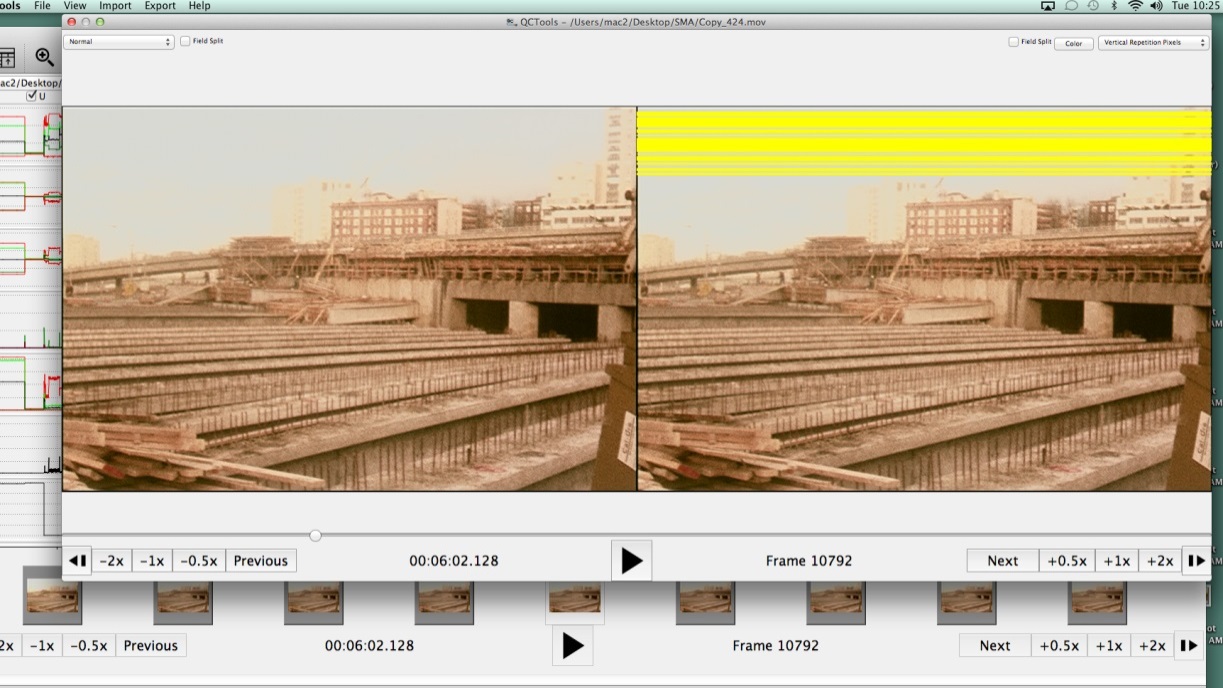 ools File View Import Export Help
Tue 10:25
QCTools – /Users/mac2/Desktop/SMA/Copy_424.mov
Normal
Field Split
Field Split
Color
Vertical Repetition Pixels
ac2/Desktop/
U
-2x
-1x
-0.5x
Previous
00:06:02.128
Frame 10792
Next
+0.5x
+1x
+2x
2x
-1x
-0.5x
Previous
00:06:02.128
Frame 10792
Next
+0.5x
+1x
+2x